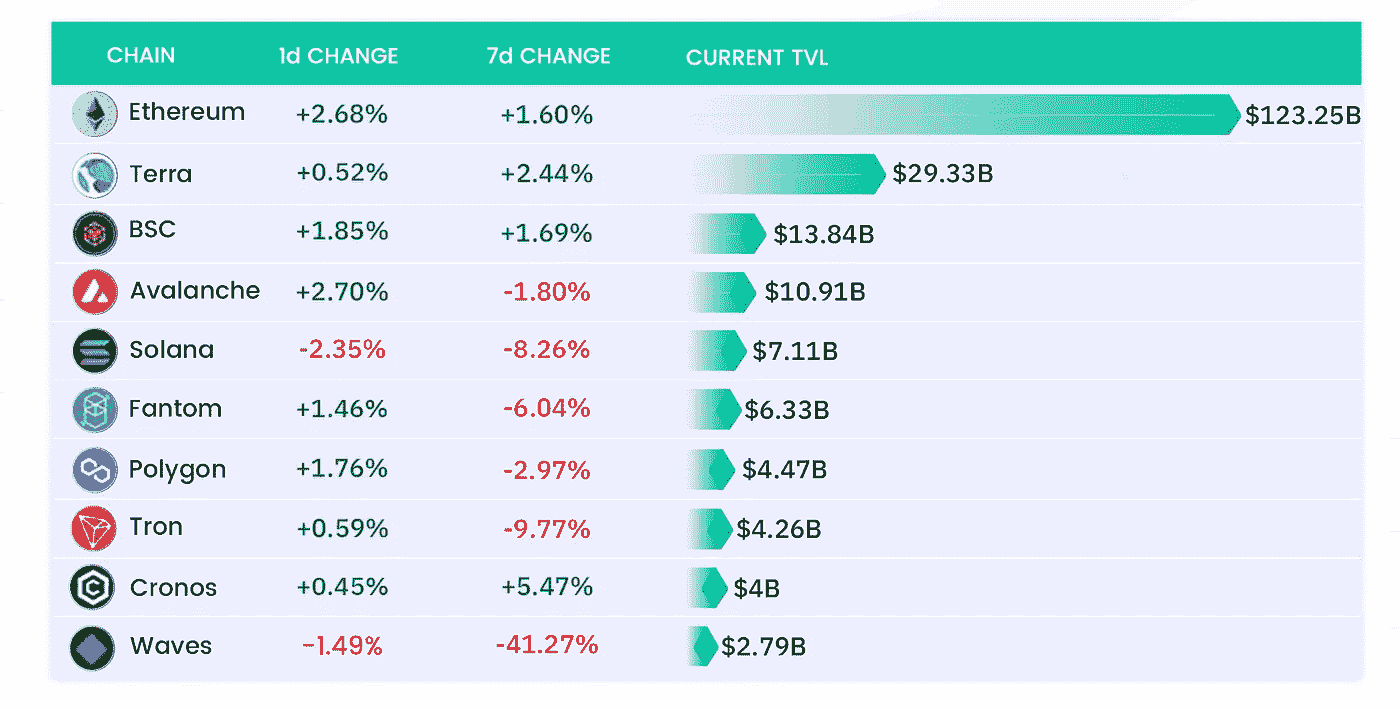 CHAIN 1d CHANGE 7d CHANGE CURRENT TVL
Ethereum +2.68% +1.60% $123.25B
Terra +0.52% +2.44% $29.33B
BSC +1.85% +1.69% $13.84B
Avalanche +2.70% -1.80% $10.91B
Solana -2.35% -8.26% $7.11B
Fantom +1.46% -6.04% $6.33B
Polygon +1.76% -2.97% $4.47B
Tron +0.59% -9.77% $4.26B
Cronos +0.45% +5.47% $4B
Waves -1.49% -41.27% $2.79B